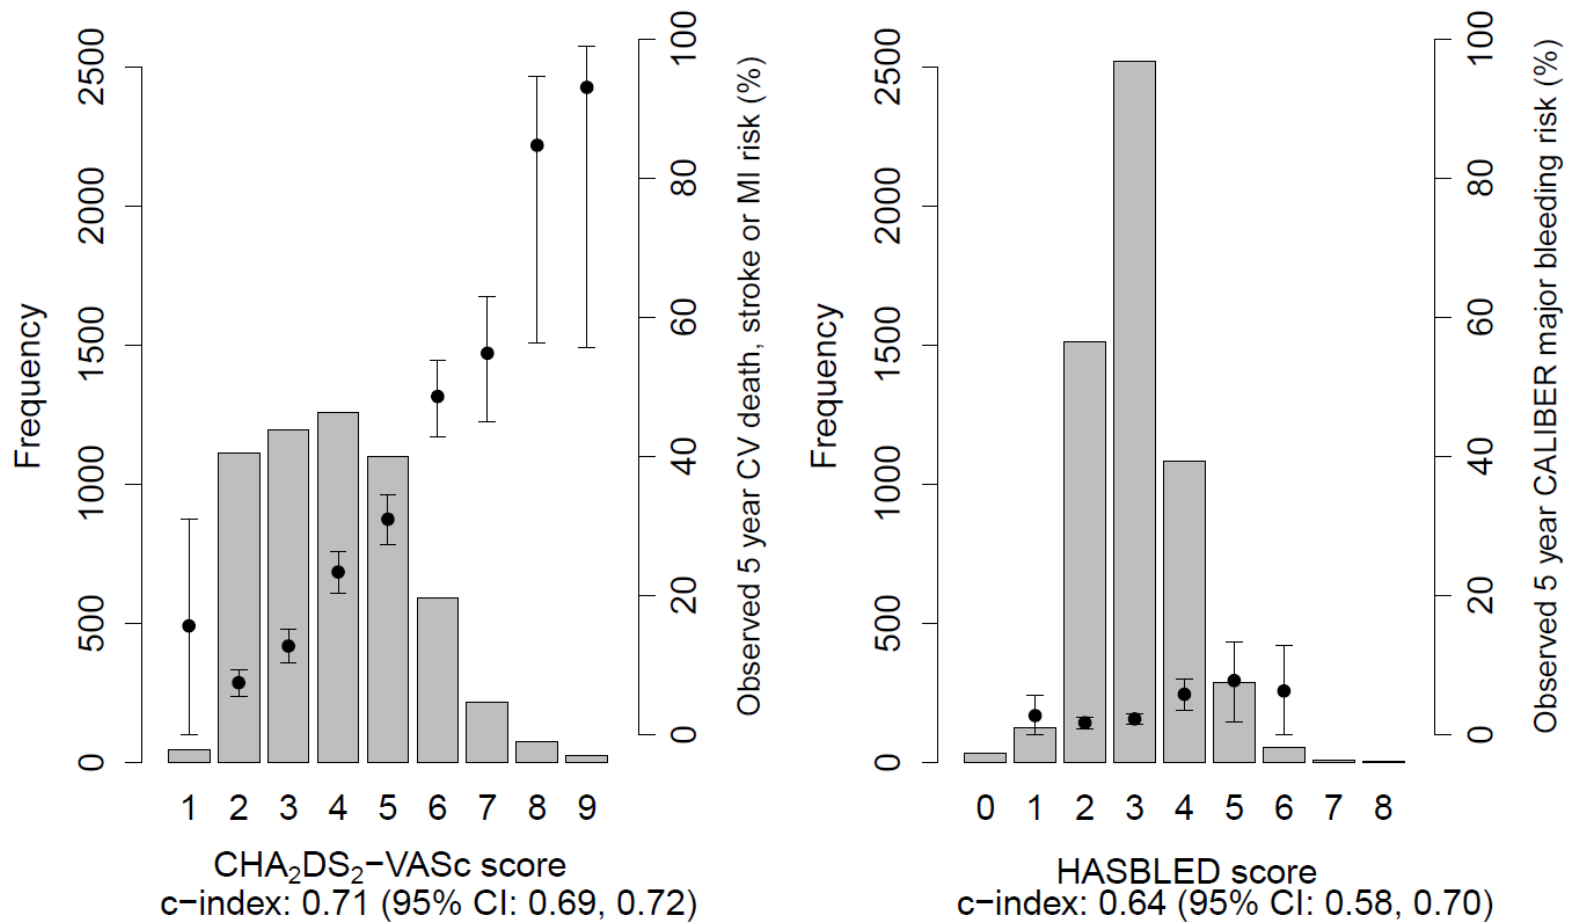 Frequency
0
500
1000
1500
2000
2500
Observed 5 year CV death, stroke or MI risk (%)
0
20
40
60
80
100
1 2 3 4 5 6 7 8 9
CHA₂DS₂−VASc score
c−index: 0.71 (95% CI: 0.69, 0.72)
Frequency
0
500
1000
1500
2000
2500
Observed 5 year CALIBER major bleeding risk (%)
0
20
40
60
80
100
0 1 2 3 4 5 6 7 8
HASBLED score
c−index: 0.64 (95% CI: 0.58, 0.70)